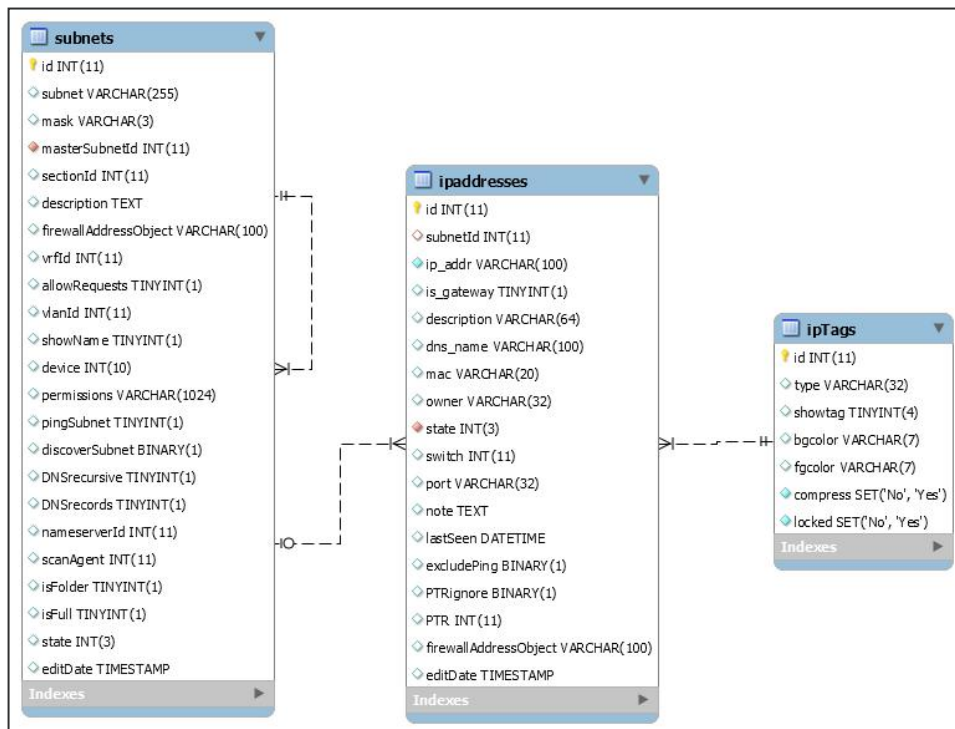 subnets
id INT(11)
subnet VARCHAR(255)
mask VARCHAR(3)
masterSubnetId INT(11)
sectionId INT(11)
description TEXT
firewallAddressObject VARCHAR(100)
vrfId INT(11)
allowRequests TINYINT(1)
vlanId INT(11)
showName TINYINT(1)
device INT(10)
permissions VARCHAR(1024)
pingSubnet TINYINT(1)
discoverSubnet BINARY(1)
DNSrecursive TINYINT(1)
DNSrecords TINYINT(1)
nameserverId INT(11)
scanAgent INT(11)
isFolder TINYINT(1)
isFull TINYINT(1)
state INT(3)
editDate TIMESTAMP
Indexes
ipaddresses
id INT(11)
subnetId INT(11)
ip_addr VARCHAR(100)
is_gateway TINYINT(1)
description VARCHAR(64)
dns_name VARCHAR(100)
mac VARCHAR(20)
owner VARCHAR(32)
state INT(3)
switch INT(11)
port VARCHAR(32)
note TEXT
lastSeen DATETIME
excludePing BINARY(1)
PTRignore BINARY(1)
PTR INT(11)
firewallAddressObject VARCHAR(100)
editDate TIMESTAMP
Indexes
ipTags
id INT(11)
type VARCHAR(32)
showtag TINYINT(4)
bgcolor VARCHAR(7)
fgcolor VARCHAR(7)
compress SET('No', 'Yes')
locked SET('No', 'Yes')
Indexes